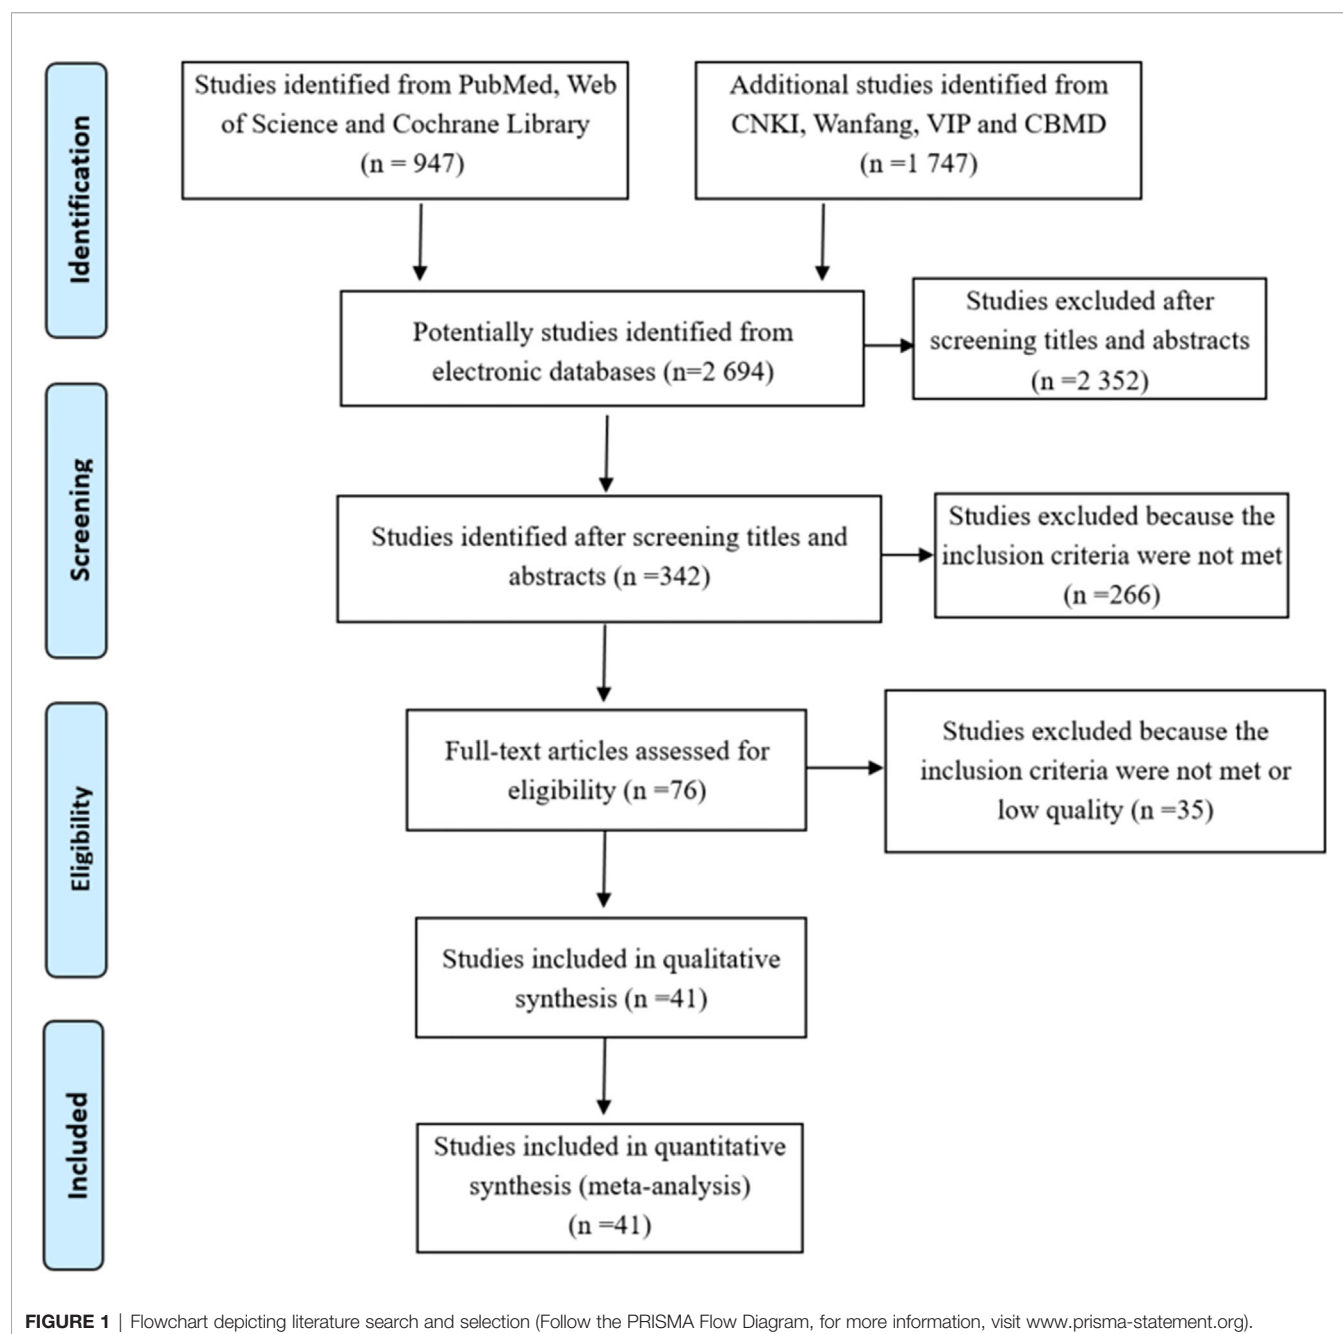 Identification
Studies identified from PubMed, Web
of Science and Cochrane Library
(n = 947)
Additional studies identified from
CNKI, Wanfang, VIP and CBMD
(n =1 747)
Potentially studies identified from
electronic databases (n=2 694)
Studies excluded after
screening titles and abstracts
(n =2 352)
Screening
Studies identified after screening titles and
abstracts (n =342)
Studies excluded because the
inclusion criteria were not met
(n =266)
Eligibility
Full-text articles assessed for
eligibility (n =76)
Studies excluded because the
inclusion criteria were not met or
low quality (n =35)
Studies included in qualitative
synthesis (n =41)
Included
Studies included in quantitative
synthesis (meta-analysis)
(n =41)
FIGURE 1 | Flowchart depicting literature search and selection (Follow the PRISMA Flow Diagram, for more information, visit www.prisma-statement.org).